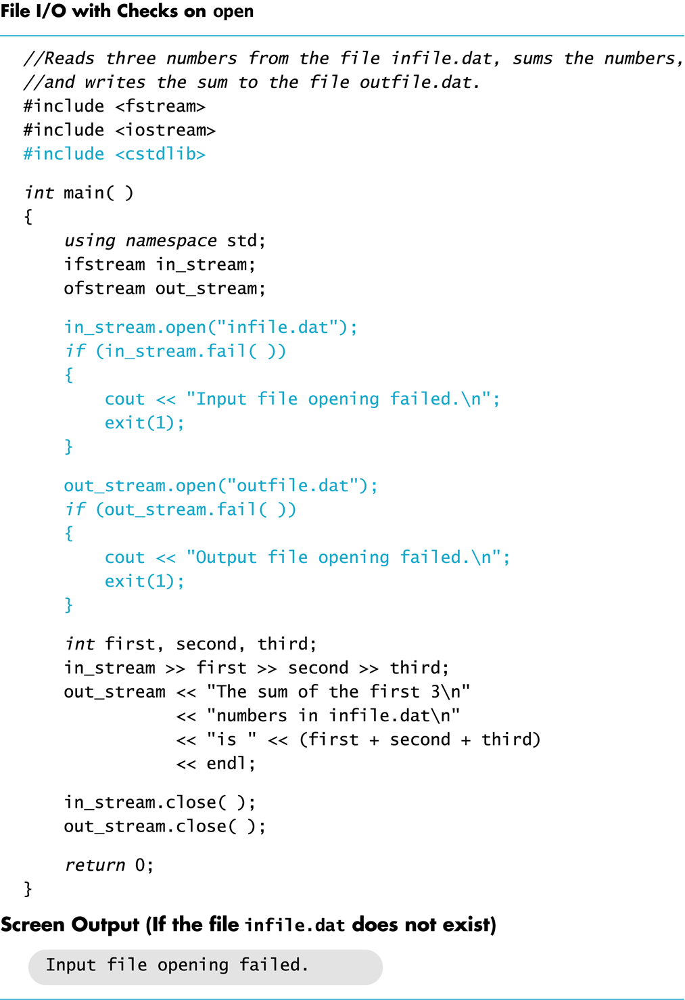 File I/O with Checks on open
//Reads three numbers from the file infile.dat, sums the numbers,
//and writes the sum to the file outfile.dat.
#include <fstream>
#include <iostream>
#include <cstdlib>
int main( )
{
    using namespace std;
    ifstream in_stream;
    ofstream out_stream;
    in_stream.open("infile.dat");
    if (in_stream.fail( ))
    {
        cout << "Input file opening failed.\n";
        exit(1);
    }
    out_stream.open("outfile.dat");
    if (out_stream.fail( ))
    {
        cout << "Output file opening failed.\n";
        exit(1);
    }
    int first, second, third;
    in_stream >> first >> second >> third;
    out_stream << "The sum of the first 3\n"
               << "numbers in infile.dat\n"
               << "is " << (first + second + third)
               << endl;
    in_stream.close( );
    out_stream.close( );
    return 0;
}
Screen Output (If the file infile.dat does not exist)
Input file opening failed.